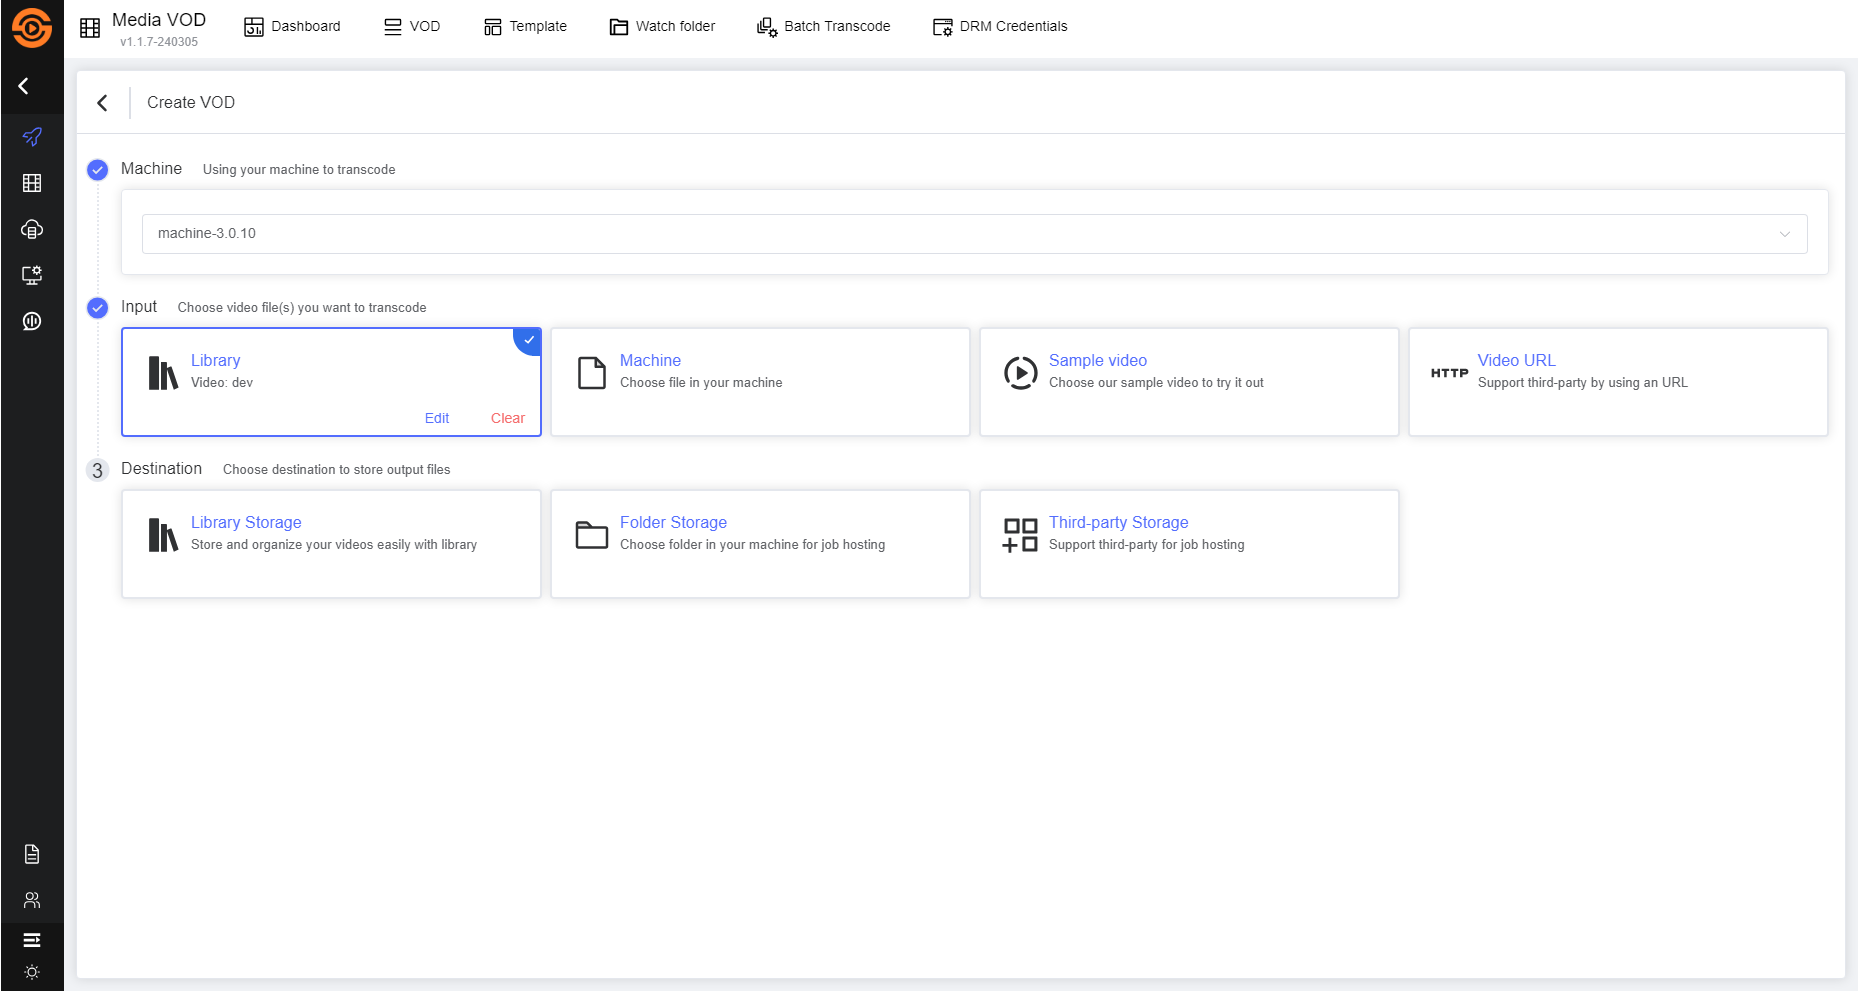 Media VOD
v1.1.7-240305
Dashboard
VOD
Template
Watch folder
Batch Transcode
DRM Credentials
Create VOD
Machine Using your machine to transcode
machine-3.0.10
Input Choose video file(s) you want to transcode
Library
Video: dev
Edit Clear
Machine
Choose file in your machine
Sample video
Choose our sample video to try it out
HTTP
Video URL
Support third-party by using an URL
3 Destination Choose destination to store output files
Library Storage
Store and organize your videos easily with library
Folder Storage
Choose folder in your machine for job hosting
Third-party Storage
Support third-party for job hosting